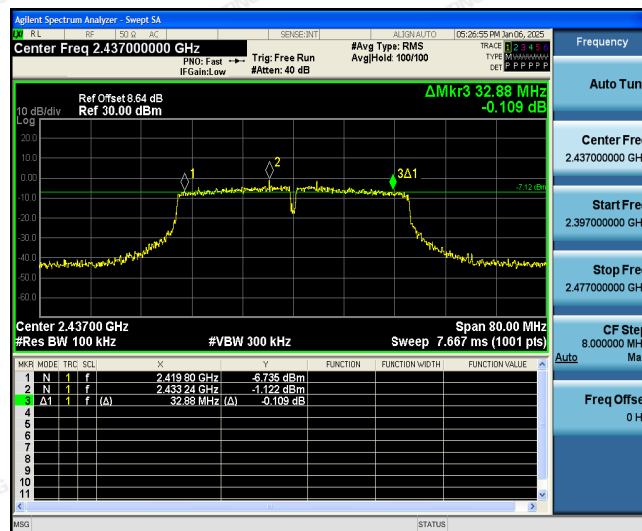 Agilent Spectrum Analyzer - Swept SA
LXI RL RF 50 Ω AC SENSE:INT ALIGN AUTO 05:26:55 PM Jan 06, 2025
Center Freq 2.437000000 GHz
PNO: Fast
IFGain:Low
Trig: Free Run
#Atten: 40 dB
#Avg Type: RMS
Avg|Hold: 100/100
TRACE 1 2 3 4 5 6
TYPE M
DET P P P P P P
Frequency
Auto Tun
Center Fre
2.437000000 GH
Start Fre
2.397000000 GH
Stop Fre
2.477000000 GH
CF Ste
8.000000 MH
Auto Ma
Freq Offse
0 H
ΔMkr3 32.88 MHz
-0.109 dB
Ref Offset 8.64 dB
10 dB/div Ref 30.00 dBm
Log
20.0
10.0
0.00
-10.0
-20.0
-30.0
-40.0
-50.0
-60.0
1
2
3Δ1
-7.12 dBm
Center 2.43700 GHz Span 80.00 MHz
#Res BW 100 kHz #VBW 300 kHz Sweep 7.667 ms (1001 pts)
MKR MODE TRC SCL X Y FUNCTION FUNCTION WIDTH FUNCTION VALUE
1 N 1 f 2.419 80 GHz -6.735 dBm
2 N 1 f 2.433 24 GHz -1.122 dBm
3 Δ1 1 f (Δ) 32.88 MHz (Δ) -0.109 dB
4
5
6
7
8
9
10
11
MSG STATUS